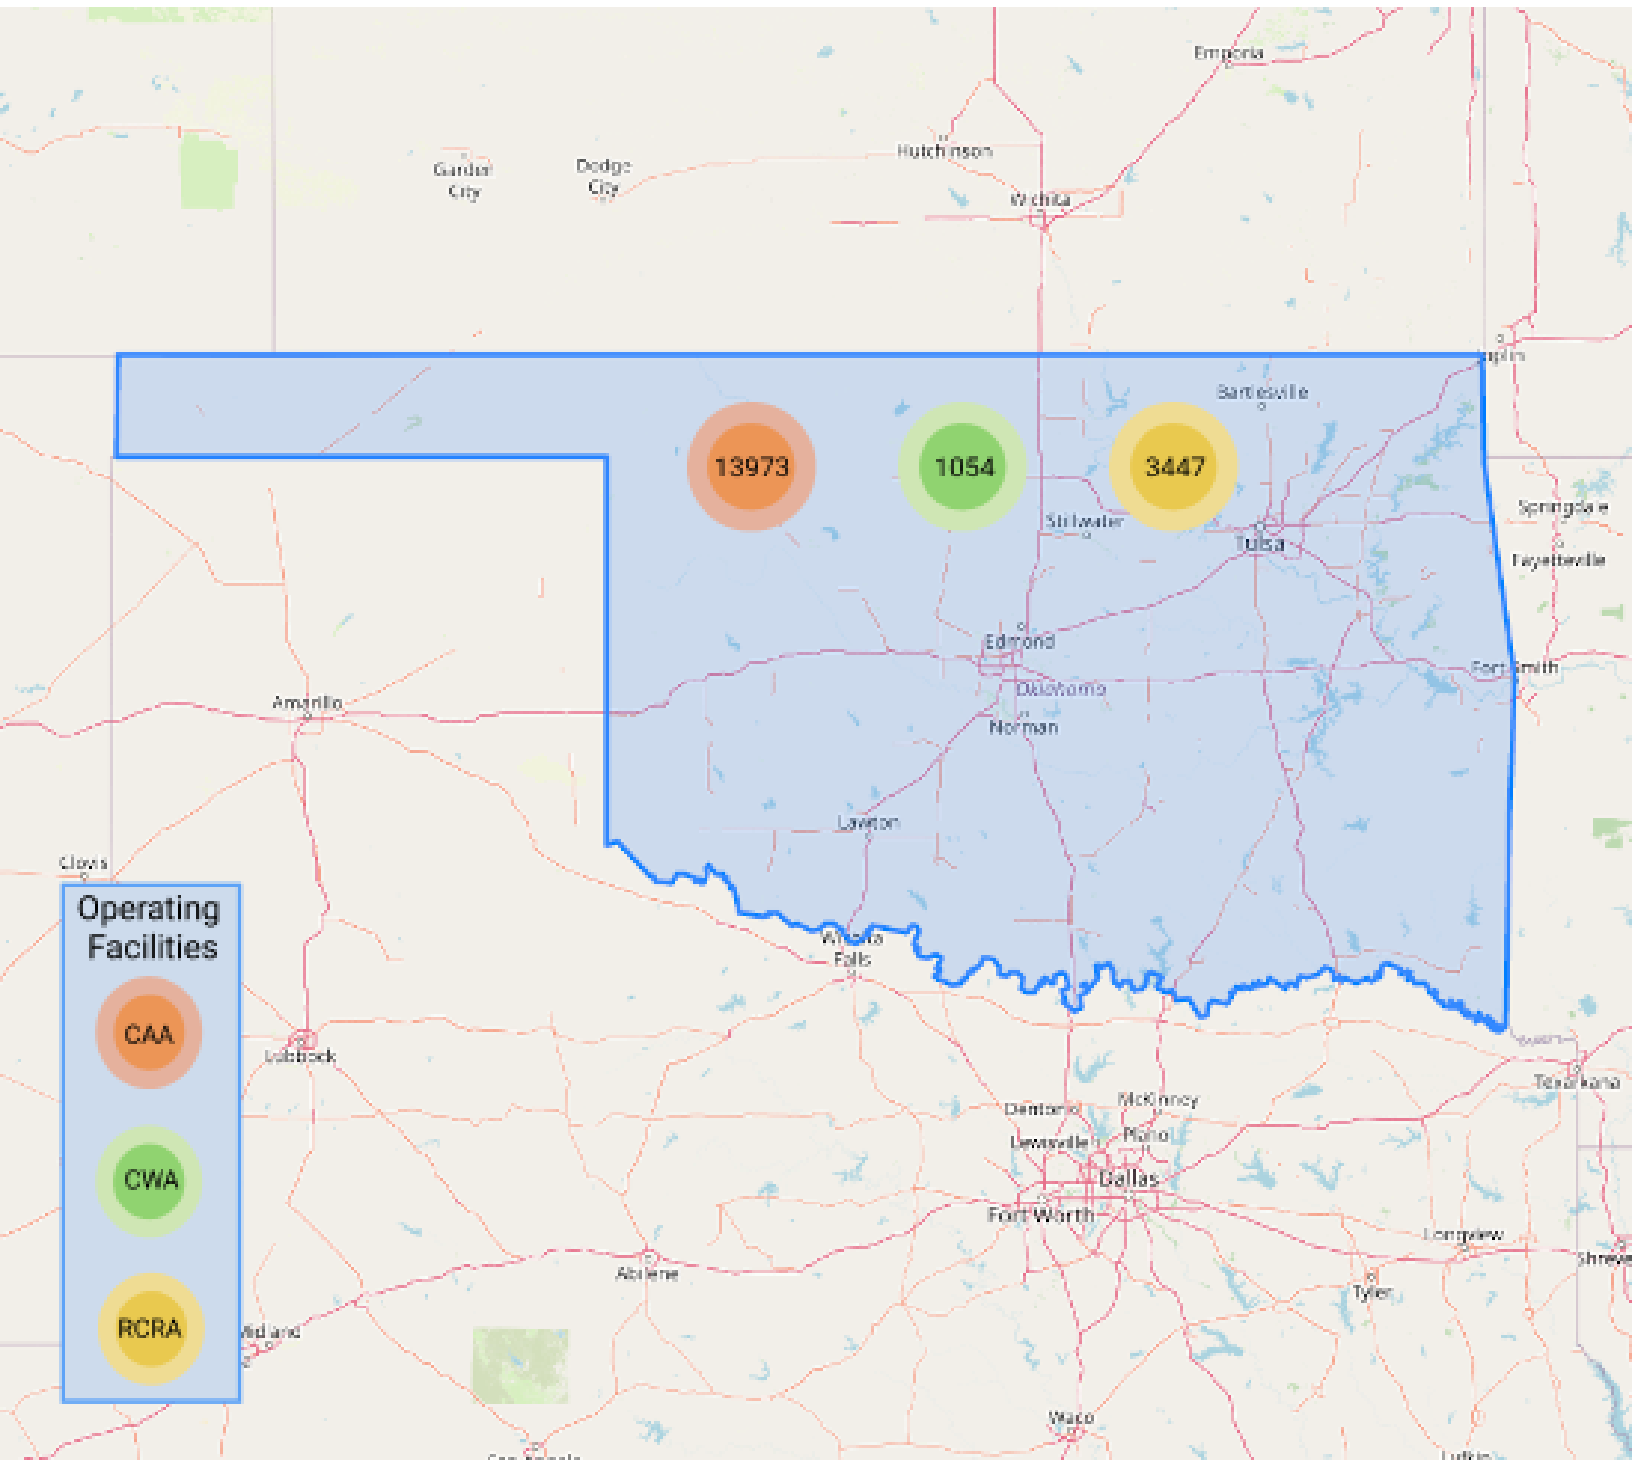 Emporia
Hutchinson
Garden
City
Dodge
City
Wichita
oplin
Bartlesville
13973
1054
3447
Stillwater
Springdale
Tulsa
Fayetteville
Edmond
Fort Smith
Oklahoma
Amarillo
Norman
Lawton
Clovis
Operating
Facilities
Wichita
Falls
CAA
Lubbock
Texarkana
McKinney
Denton
Lewisville
Plano
CWA
Dallas
Fort Worth
Longview
Shreve
Abilene
Tyler
RCRA
Midland
Waco